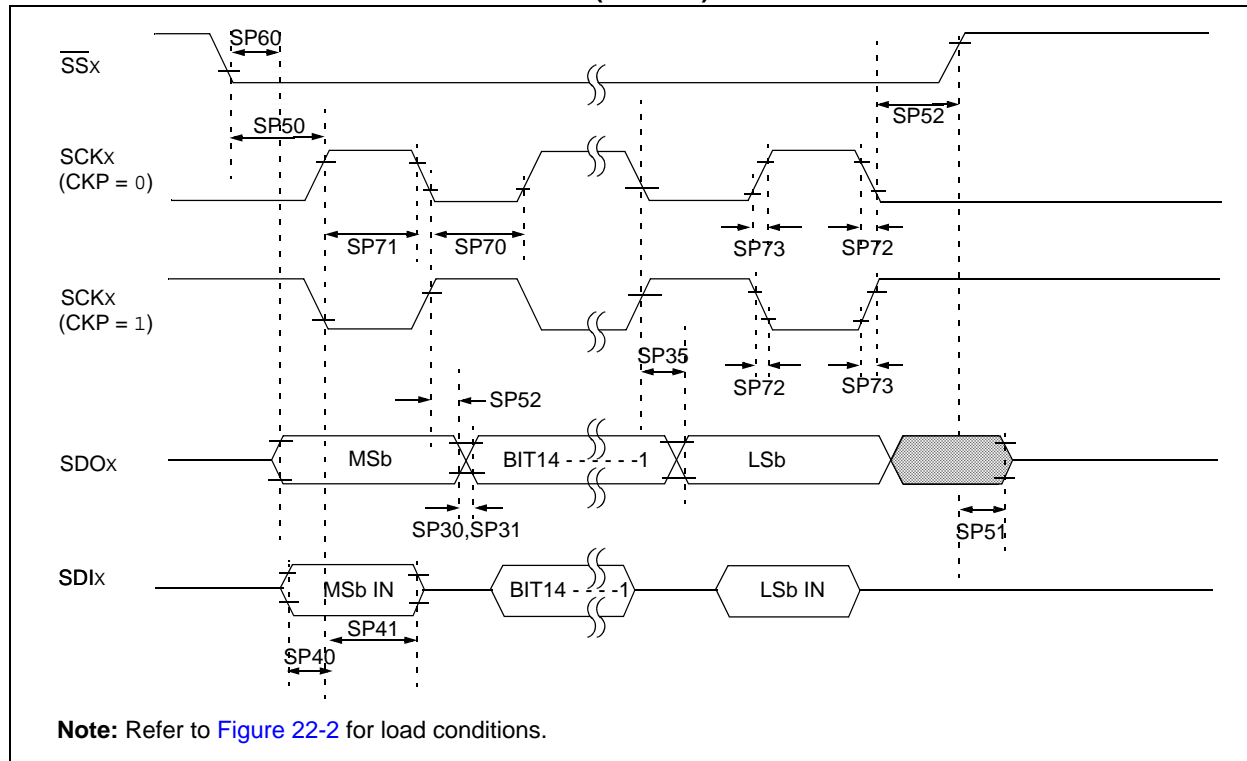 SP60
SSX
SP50
SP52
SCKX
(CKP = 0)
SP71
SP70
SP73
SP72
SCKX
(CKP = 1)
SP35
SP72
SP73
SP52
SDOX
MSb
BIT14 - - - - - -1
LSb
SP30,SP31
SP51
SDIX
MSb IN
BIT14 - - - -1
LSb IN
SP41
SP40
Note: Refer to Figure 22-2 for load conditions.